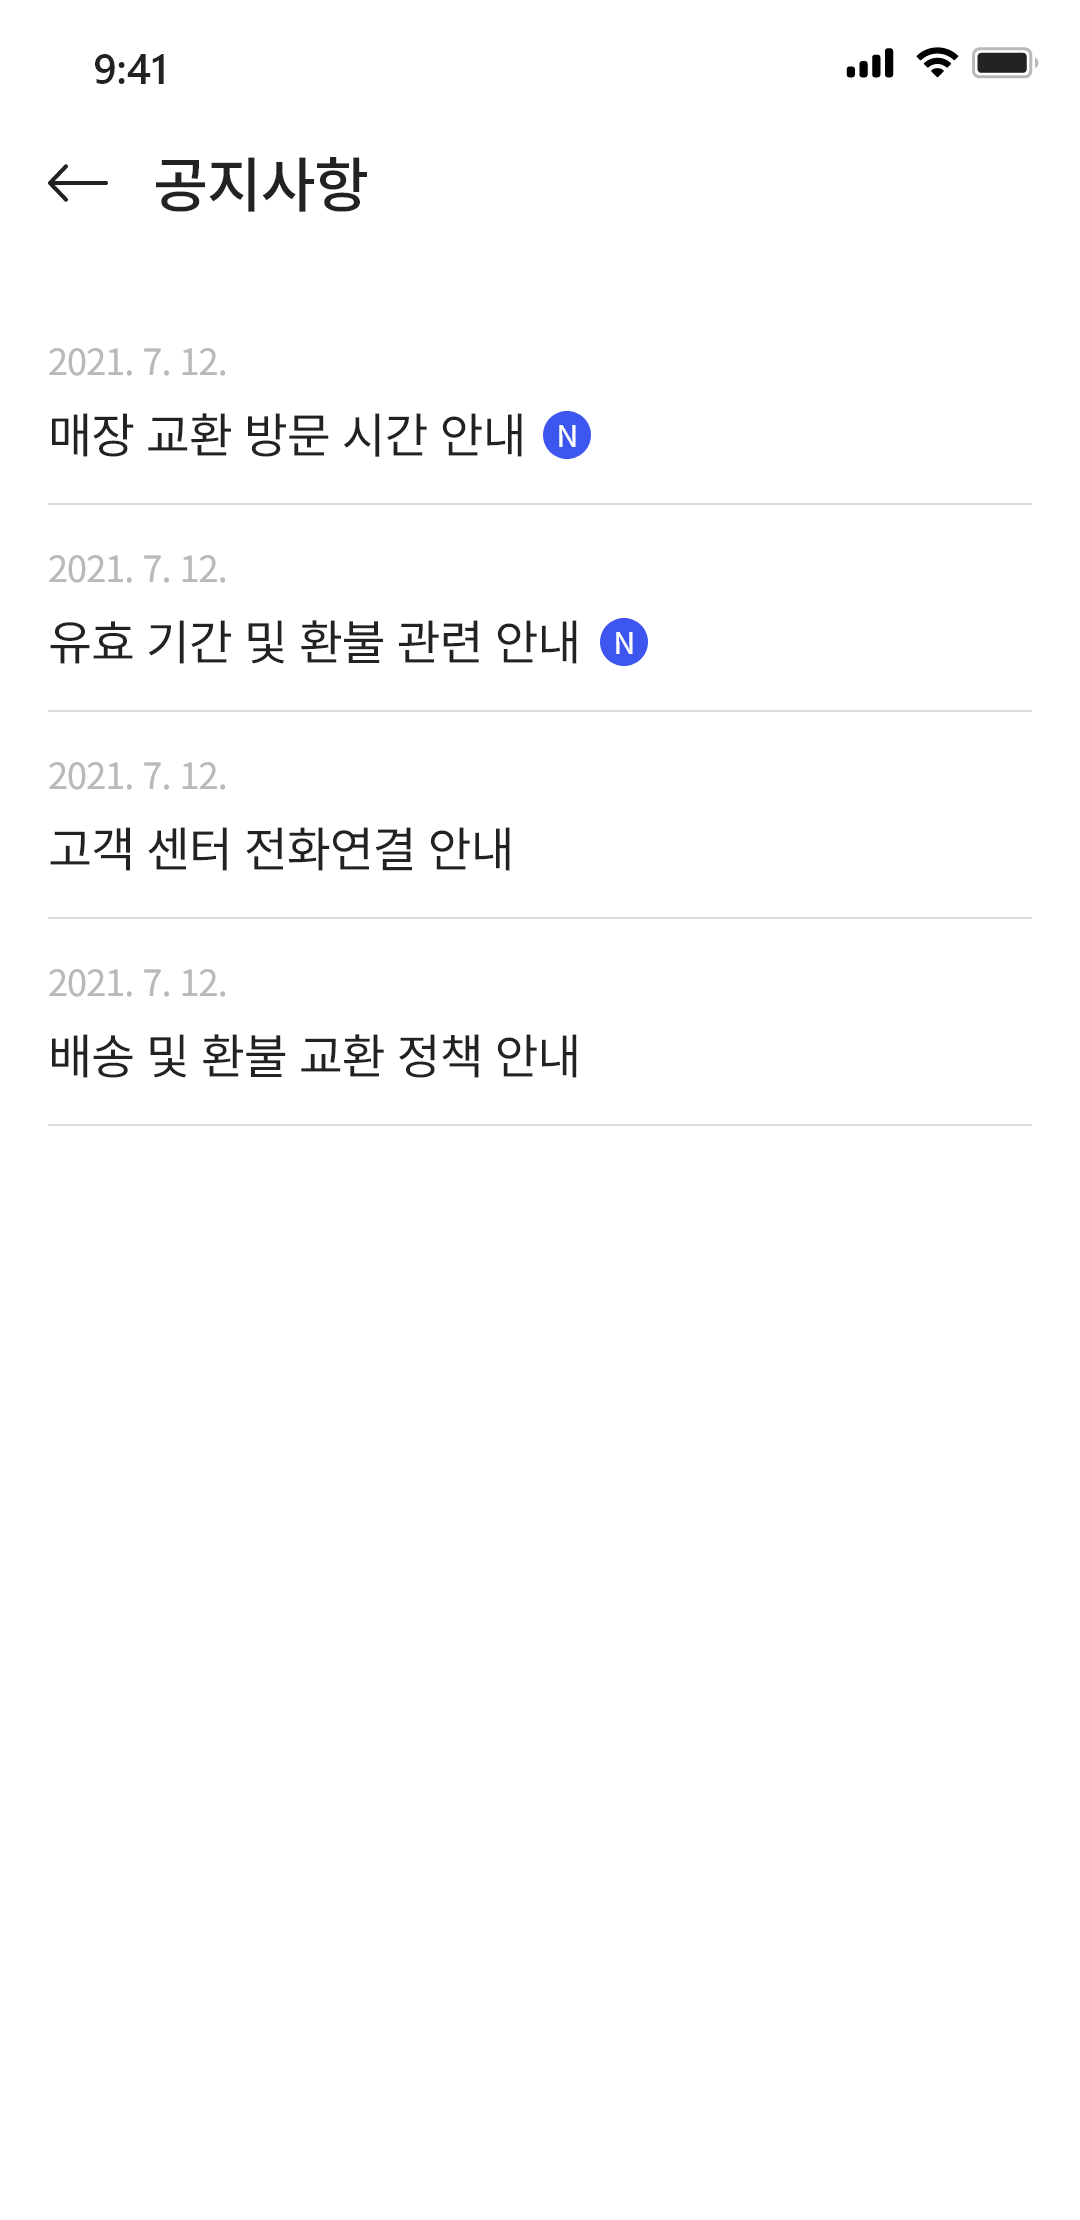 9:41
공지사항
2021. 7. 12.
매장 교환 방문 시간 안내 N
2021. 7. 12.
유효 기간 및 환불 관련 안내 N
2021. 7. 12.
고객 센터 전화연결 안내
2021. 7. 12.
배송 및 환불 교환 정책 안내